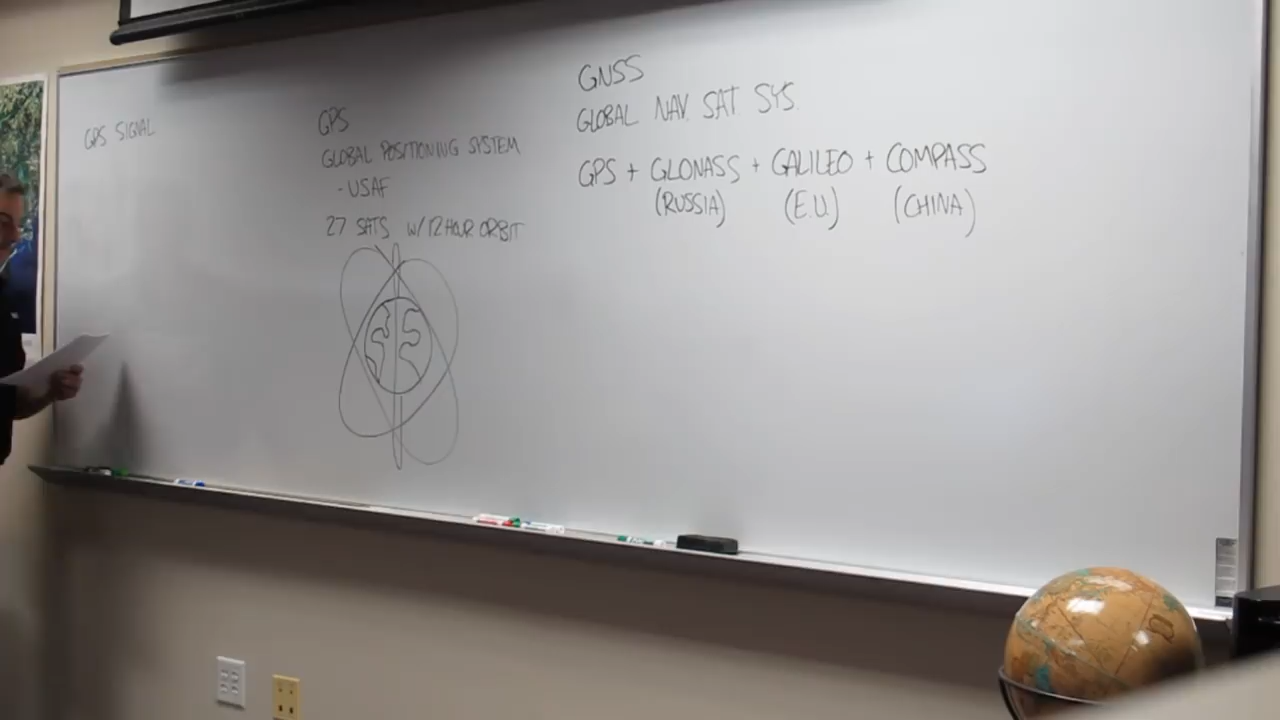 GPS SIGNAL
GPS
GLOBAL POSITIONING SYSTEM
- USAF
27 SATS W/ 12 HOUR ORBIT
GNSS
GLOBAL NAV. SAT. SYS.
GPS + GLONASS + GALILEO + COMPASS
(RUSSIA) (E.U.) (CHINA)